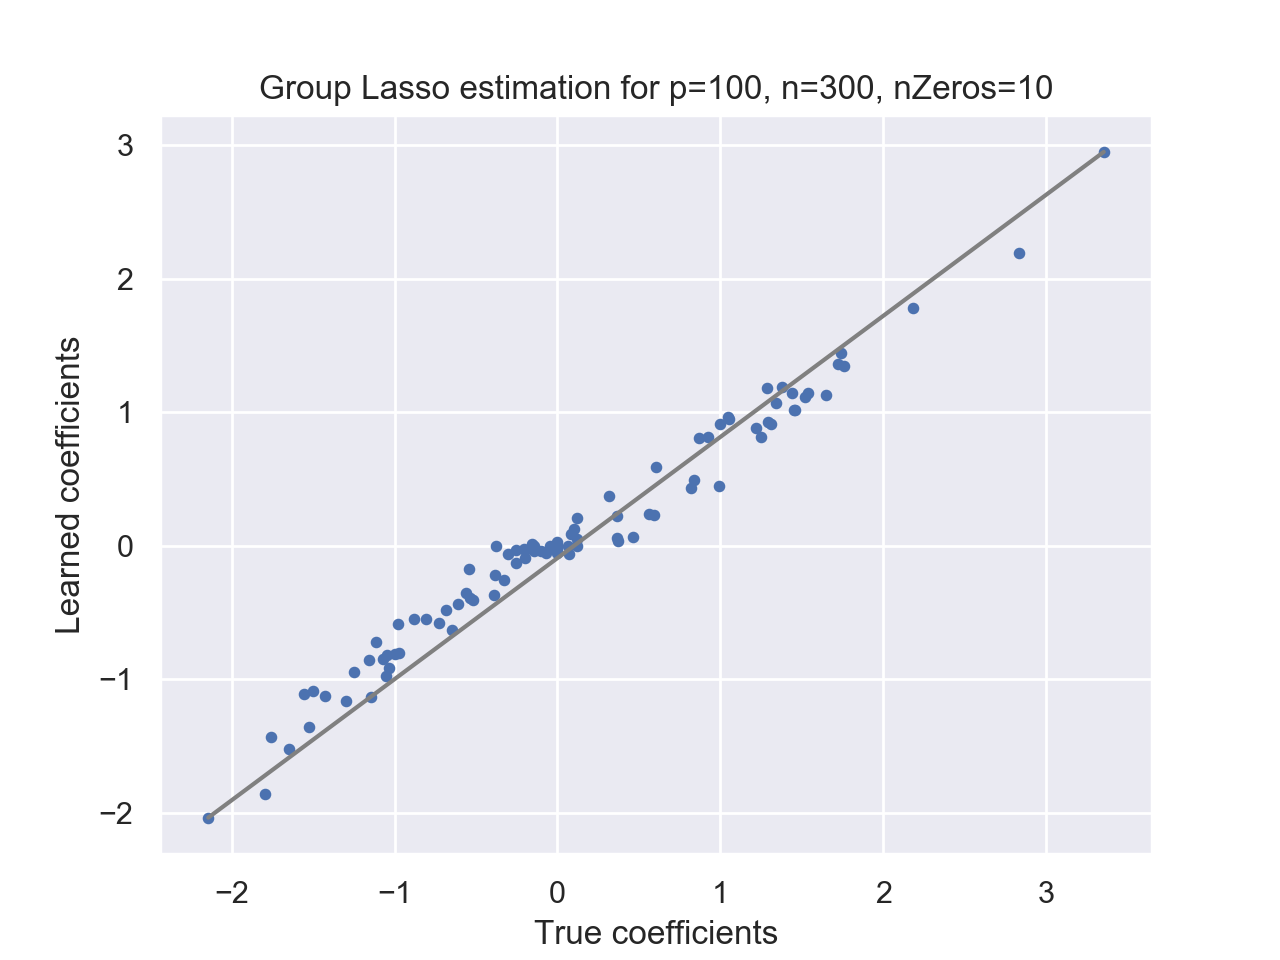 Group Lasso estimation for p=100, n=300, nZeros=10
3
2
1
0
−1
−2
Learned coefficients
−2 −1 0 1 2 3
True coefficients